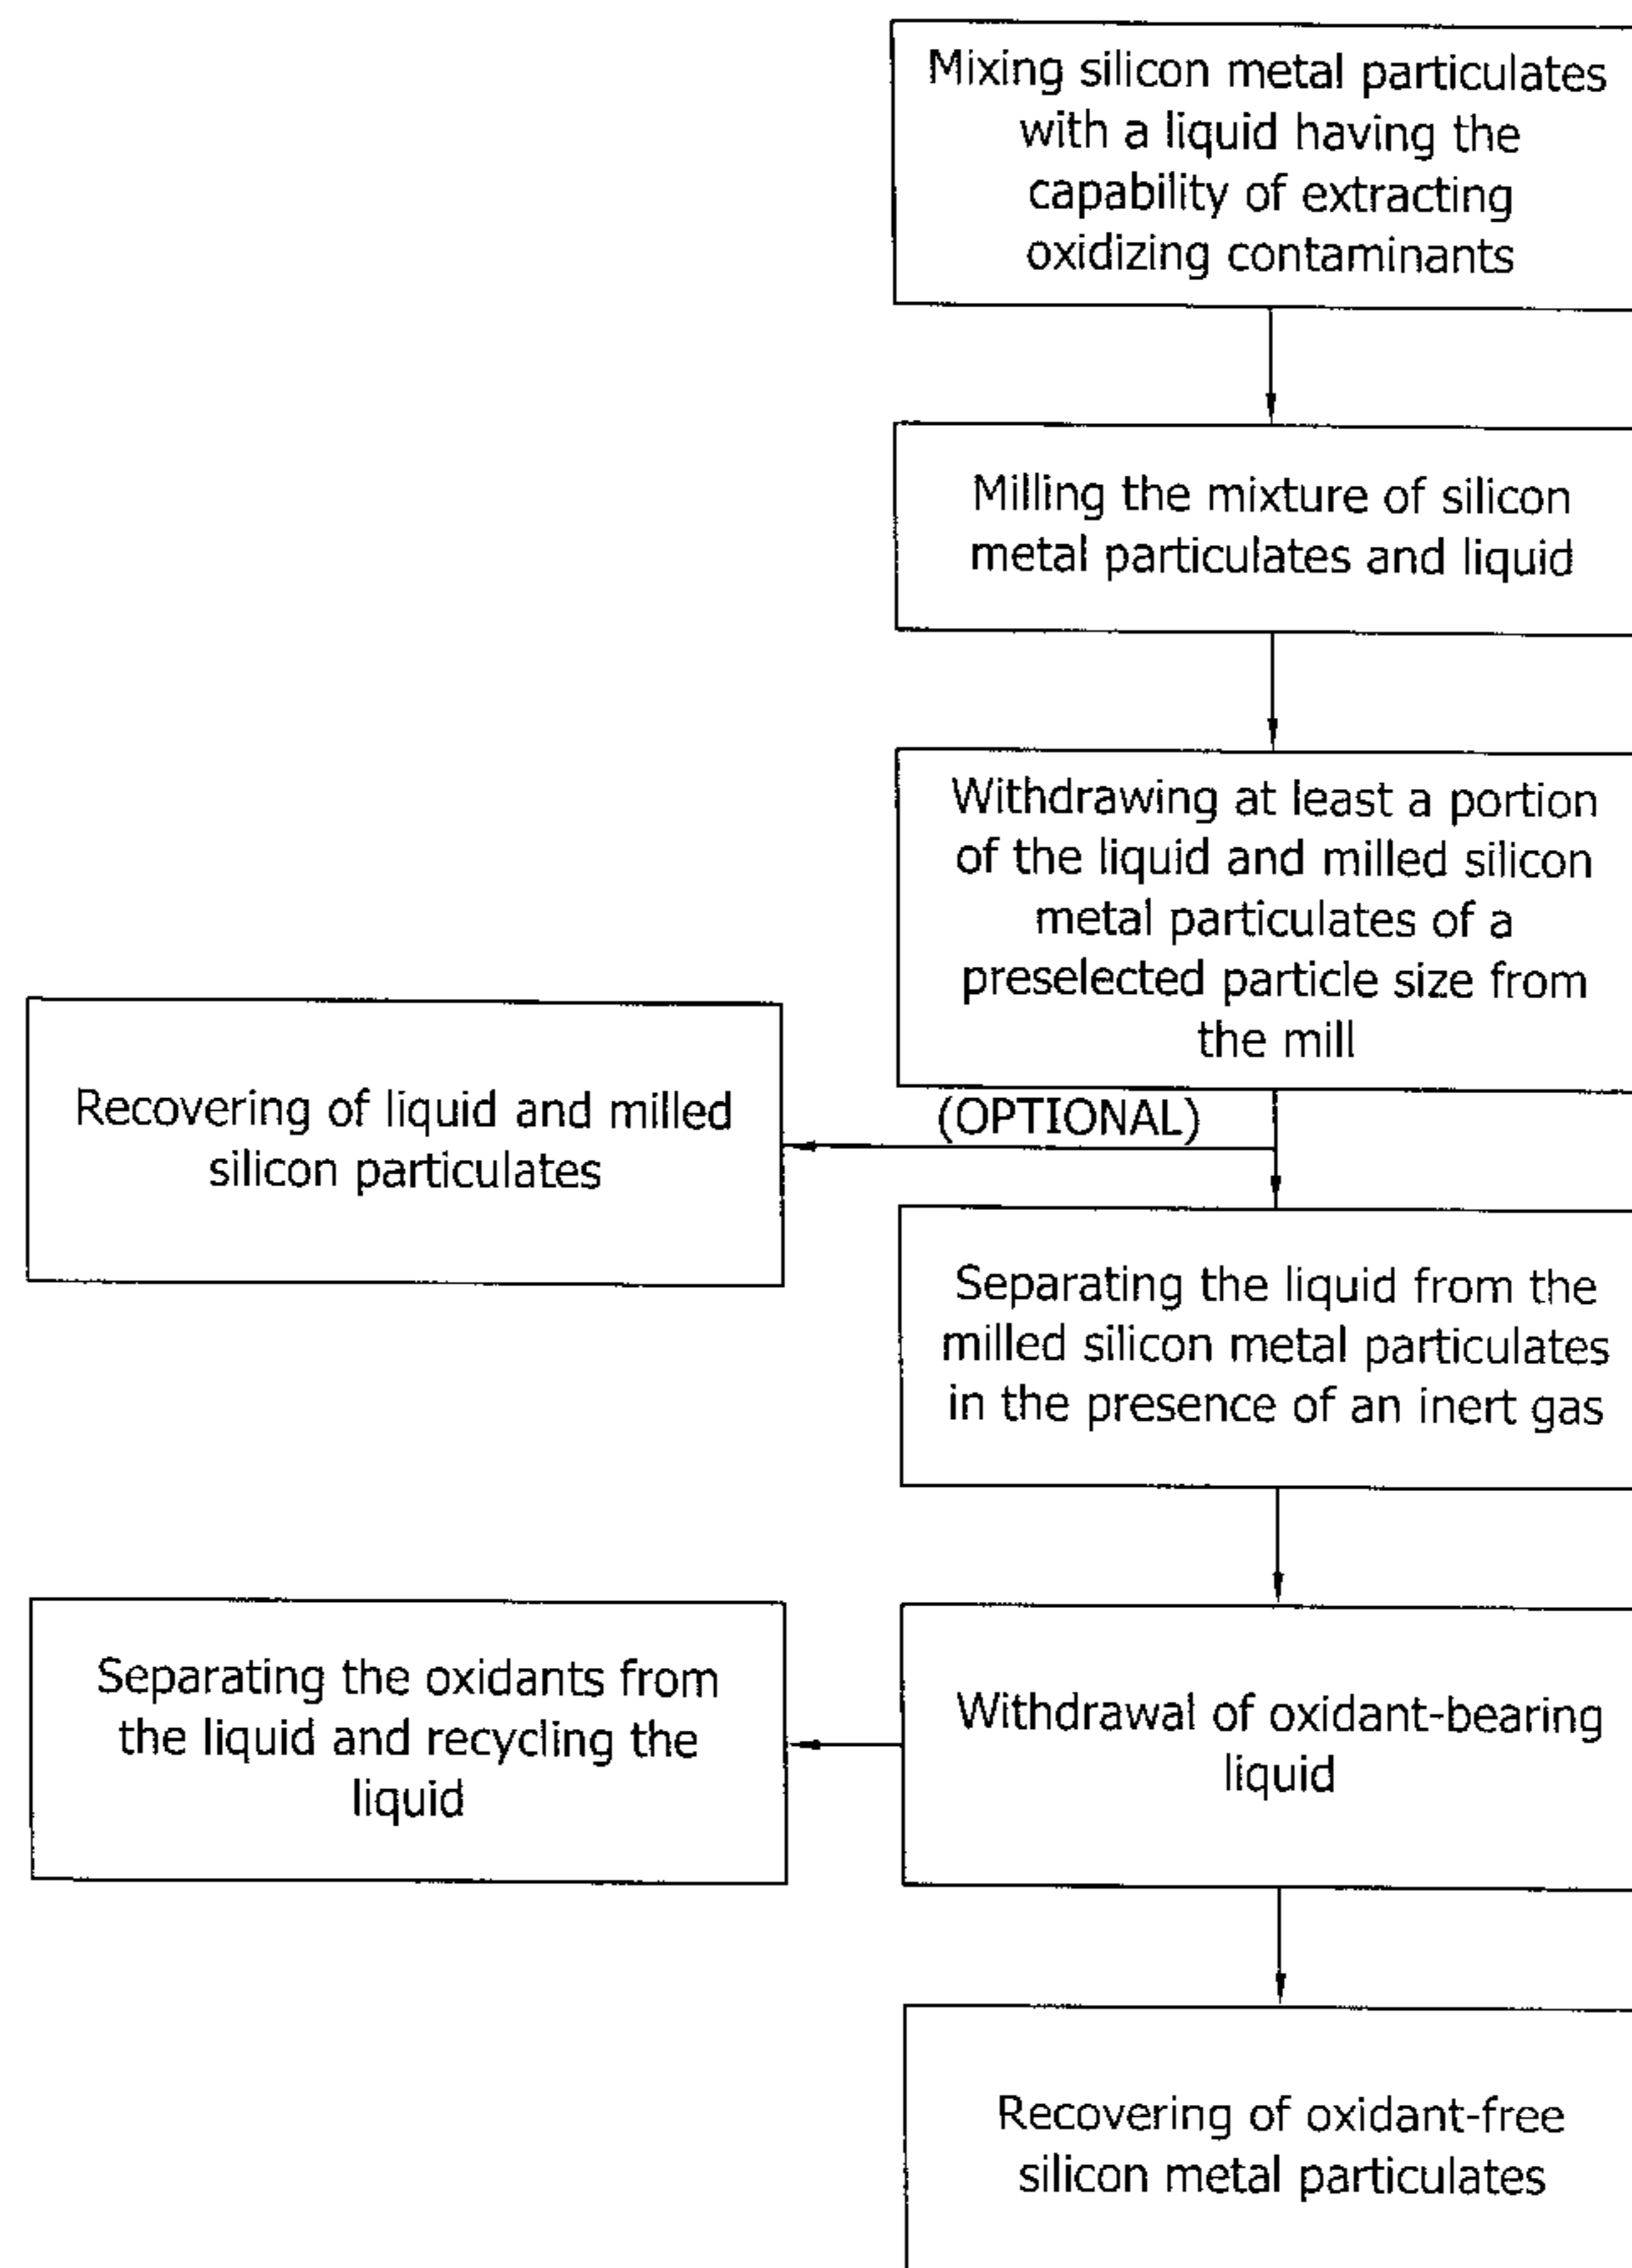 Mixing silicon metal particulates
with a liquid having the
capability of extracting
oxidizing contaminants
Milling the mixture of silicon
metal particulates and liquid
Withdrawing at least a portion
of the liquid and milled silicon
metal particulates of a
preselected particle size from
the mill
(OPTIONAL)
Recovering of liquid and milled
silicon particulates
Separating the liquid from the
milled silicon metal particulates
in the presence of an inert gas
Withdrawal of oxidant-bearing
liquid
Separating the oxidants from
the liquid and recycling the
liquid
Recovering of oxidant-free
silicon metal particulates